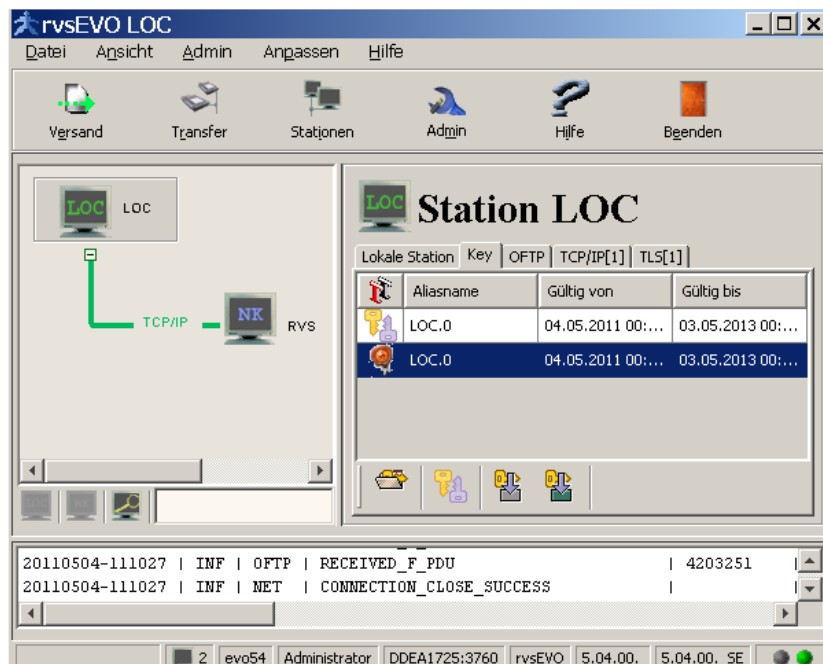 rvsEVO LOC
Datei Ansicht Admin Anpassen Hilfe
Versand Transfer Stationen Admin Hilfe Beenden
LOC LOC
TCP/IP NK RVS
LOC Station LOC
Lokale Station Key OFTP TCP/IP[1] TLS[1]
Aliasname Gültig von Gültig bis
LOC.0 04.05.2011 00:... 03.05.2013 00:...
LOC.0 04.05.2011 00:... 03.05.2013 00:...
20110504-111027 | INF | OFTP | RECEIVED_F_PDU | 4203251 |
20110504-111027 | INF | NET | CONNECTION_CLOSE_SUCCESS | |
2 evo54 Administrator DDEA1725:3760 rvsEVO 5.04.00. 5.04.00. SE